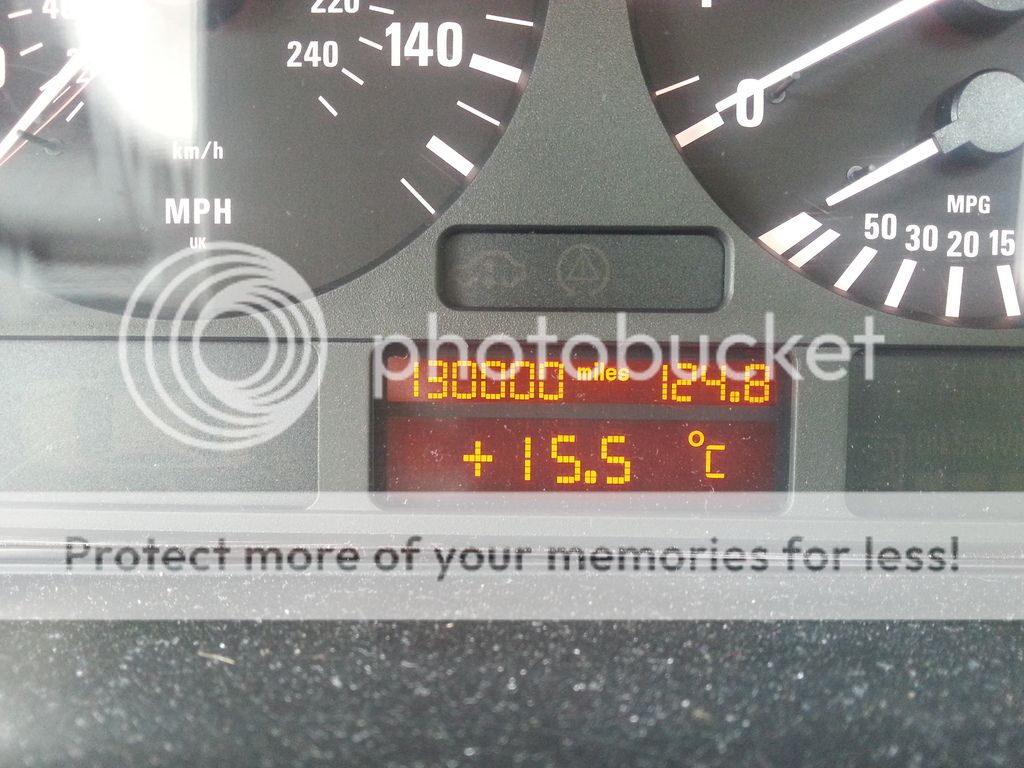 220
240
140
km/h
MPH
UK
0
MPG
50 30 20 15
photobucket
190000 miles 124.8
+15.5 °C
Protect more of your memories for less!